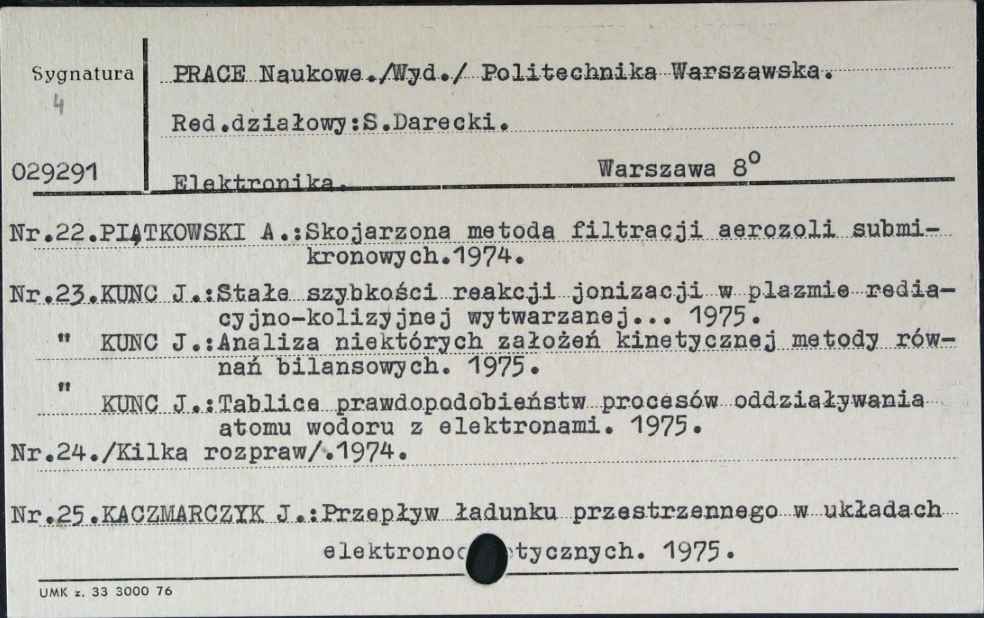 Sygnatura
4
029291
PRACE Naukowe./Wyd./ Politechnika Warszawska.
Red.działowy:S.Darecki.
Warszawa 8⁰
Elektronika.
Nr.22.PIĄTKOWSKI A.:Skojarzona metoda filtracji aerozoli submi-
kronowych.1974.
Nr.23.KUNC J.:Stałe szybkości reakcji jonizacji w plazmie redia-
cyjno-kolizyjnej wytwarzanej... 1975.
" KUNC J.:Analiza niektórych założeń kinetycznej metody rów-
nań bilansowych. 1975.
" KUNC J.:Tablice prawdopodobieństw procesów oddziaływania
atomu wodoru z elektronami. 1975.
Nr.24./Kilka rozpraw/.1974.
Nr.25.KACZMARCZYK J.:Przepływ ładunku przestrzennego w układach
1975.
UMK z. 33 3000 76